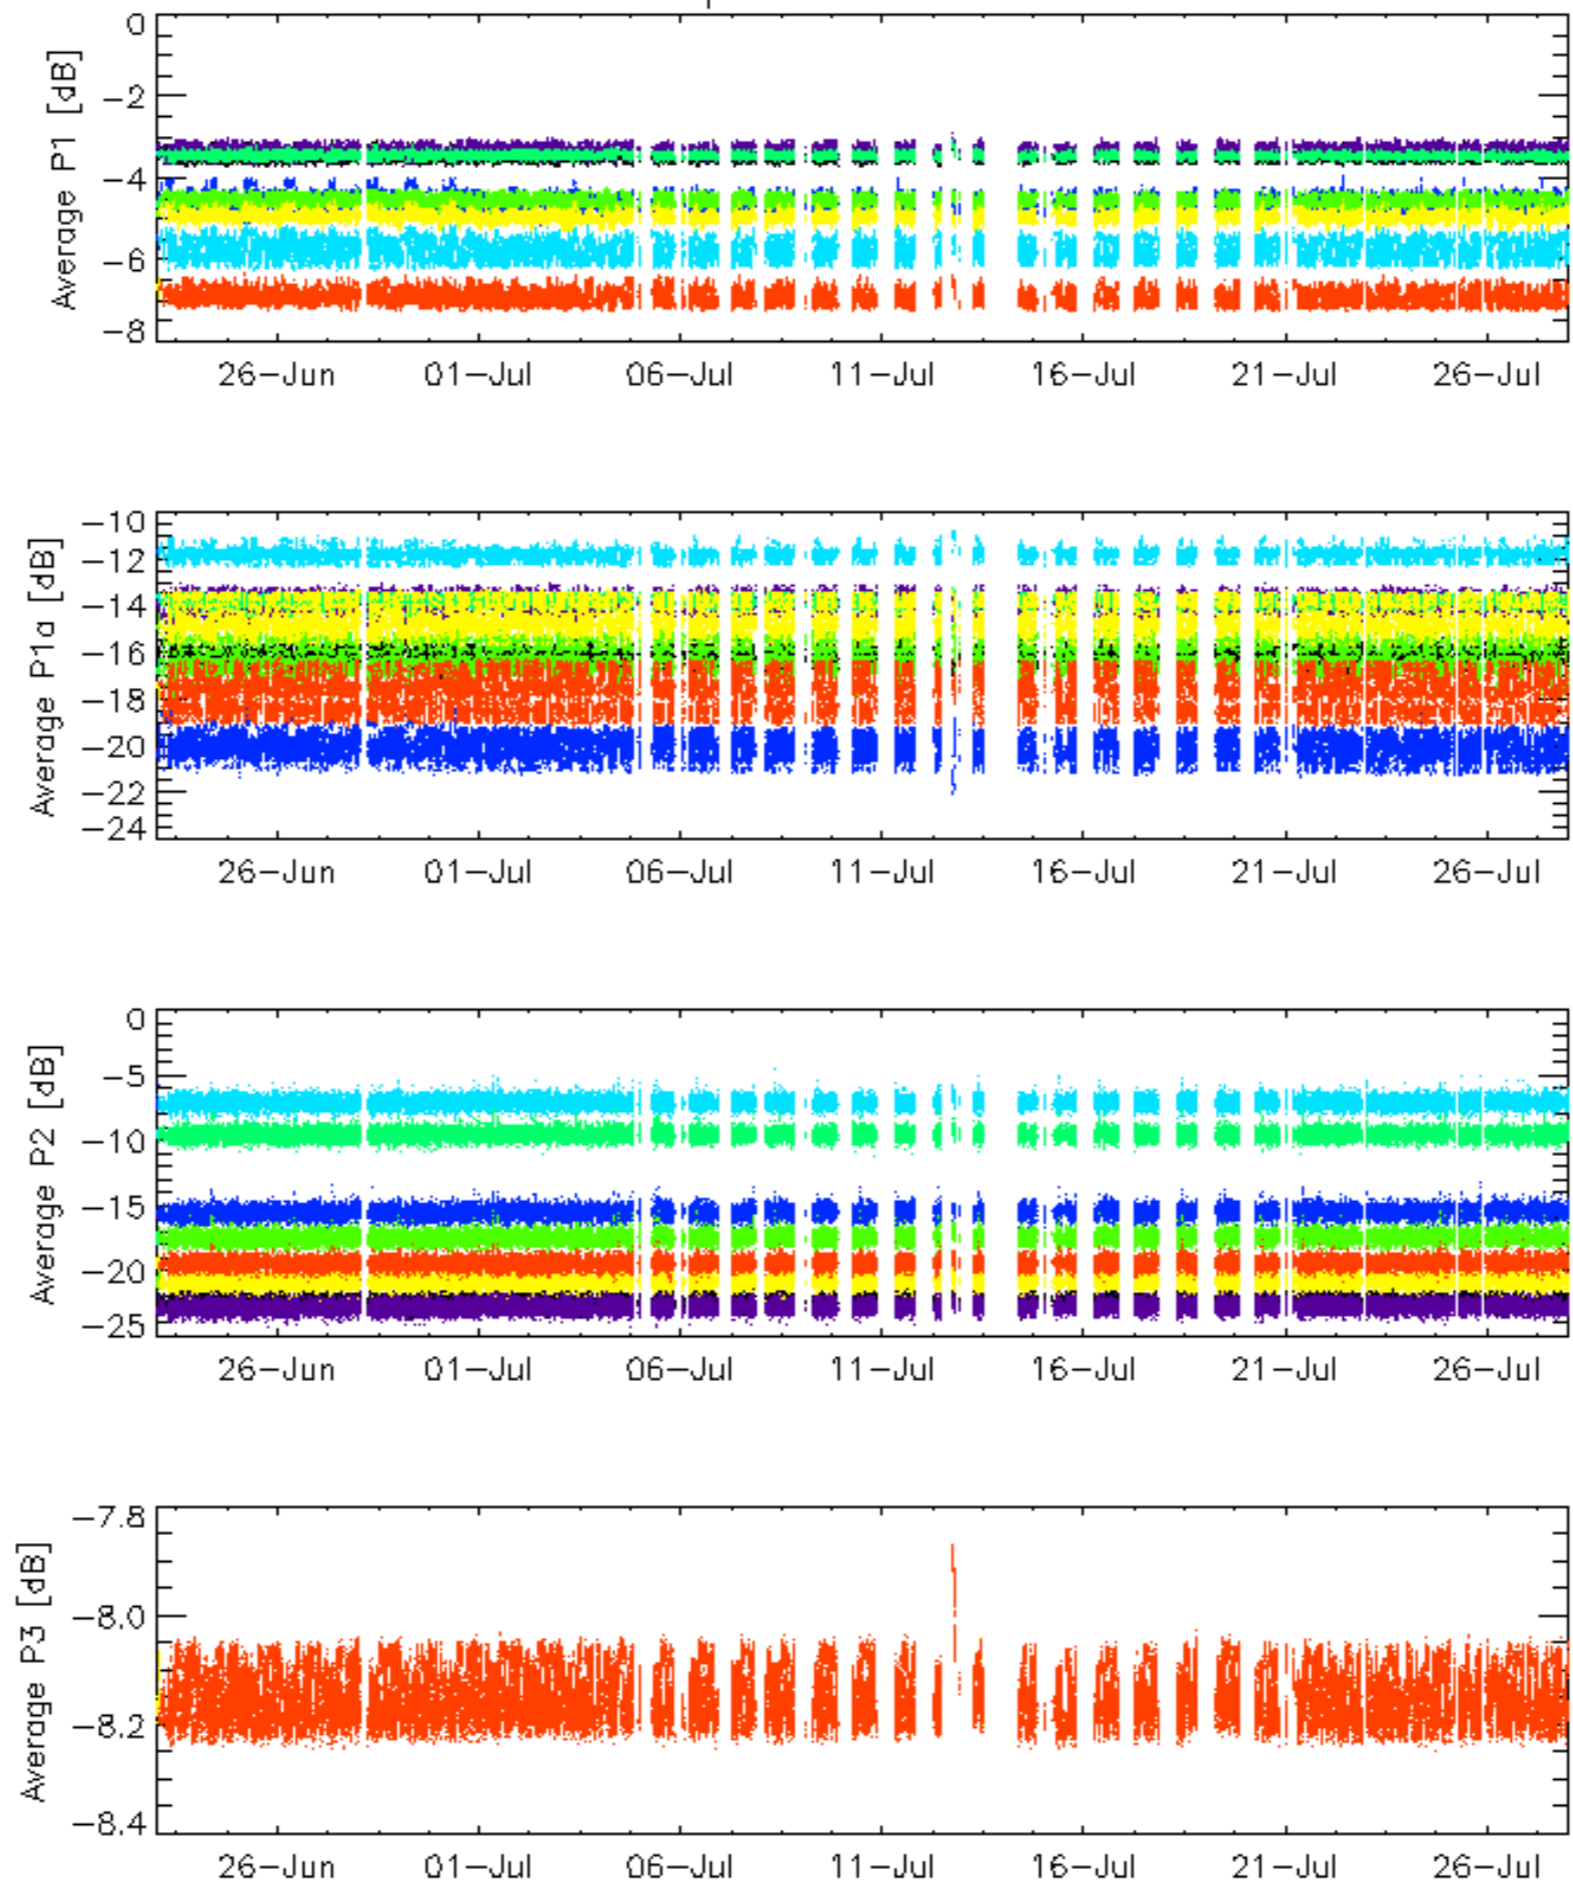 Average P1 [dB]
0
−2
−4
−6
−8
26−Jun 01−Jul 06−Jul 11−Jul 16−Jul 21−Jul 26−Jul
Average P1a [dB]
−10
−12
−14
−16
−18
−20
−22
−24
26−Jun 01−Jul 06−Jul 11−Jul 16−Jul 21−Jul 26−Jul
Average P2 [dB]
0
−5
−10
−15
−20
−25
26−Jun 01−Jul 06−Jul 11−Jul 16−Jul 21−Jul 26−Jul
Average P3 [dB]
−7.8
−8.0
−8.2
−8.4
26−Jun 01−Jul 06−Jul 11−Jul 16−Jul 21−Jul 26−Jul